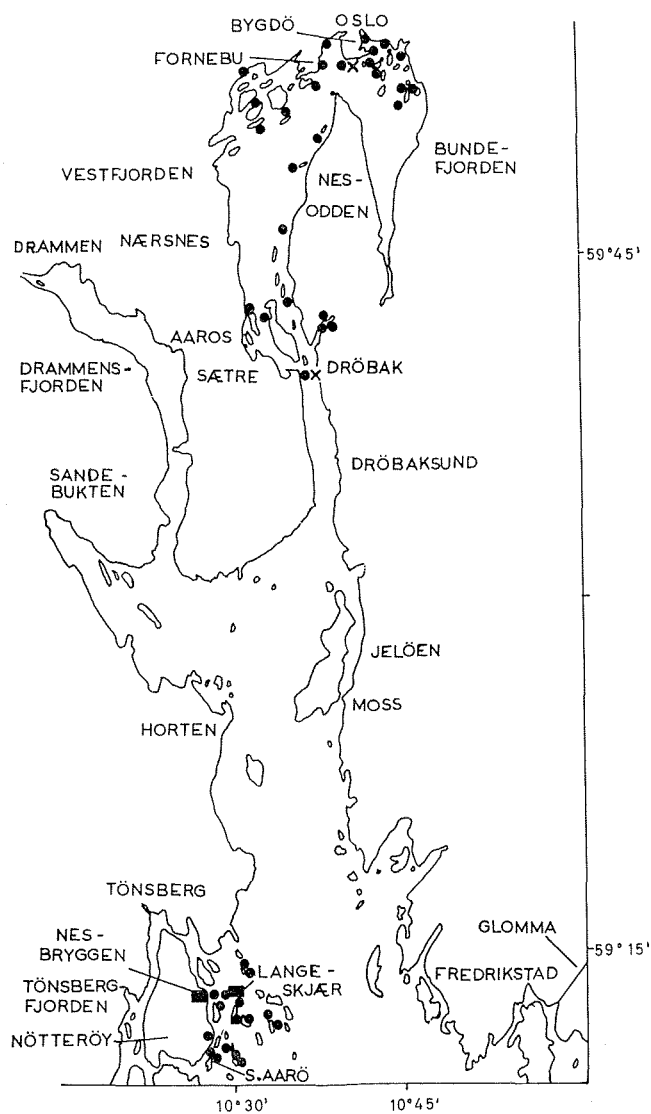 OSLO
BYGDÖ
FORNEBU
BUNDE-
FJORDEN
VESTFJORDEN
NES-
ODDEN
NÆRSNES
DRAMMEN
59°45'
AAROS
DRAMMENS-
FJORDEN
SÆTRE
DRÖBAK
SANDE-
BUKTEN
DRÖBAKSUND
JELÖEN
MOSS
HORTEN
TÖNSBERG
GLOMMA
NES-
BRYGGEN
59°15'
LANGE-
SKJÆR
FREDRIKSTAD
TÖNSBERG-
FJORDEN
NÖTTERÖY
S.AARÖ
10°30'
10°45'